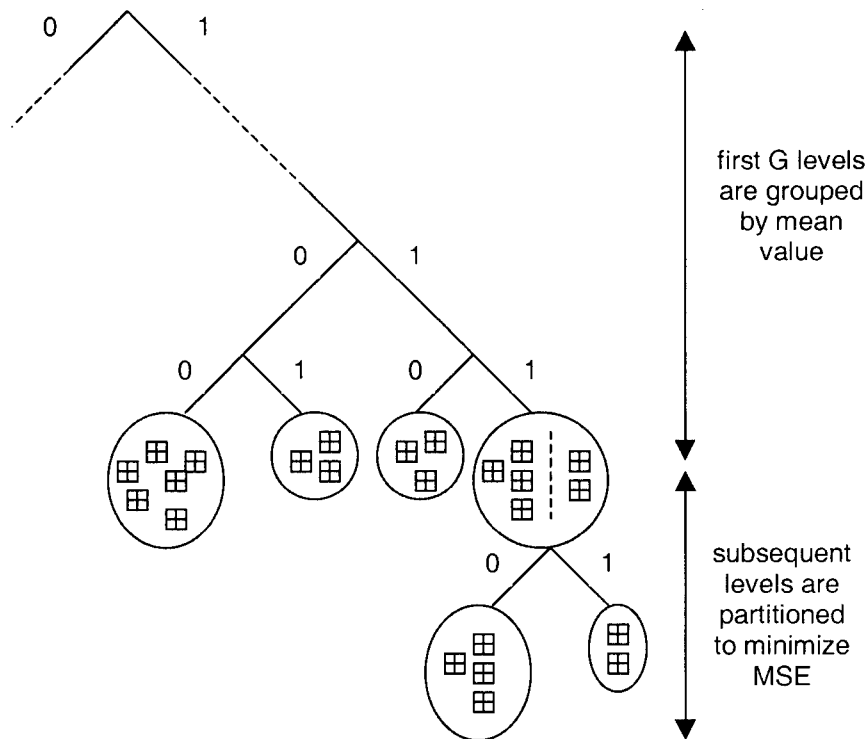 0 1
first G levels
are grouped
by mean
value
0 1
0 1 0 1
subsequent
levels are
partitioned
to minimize
MSE
0 1